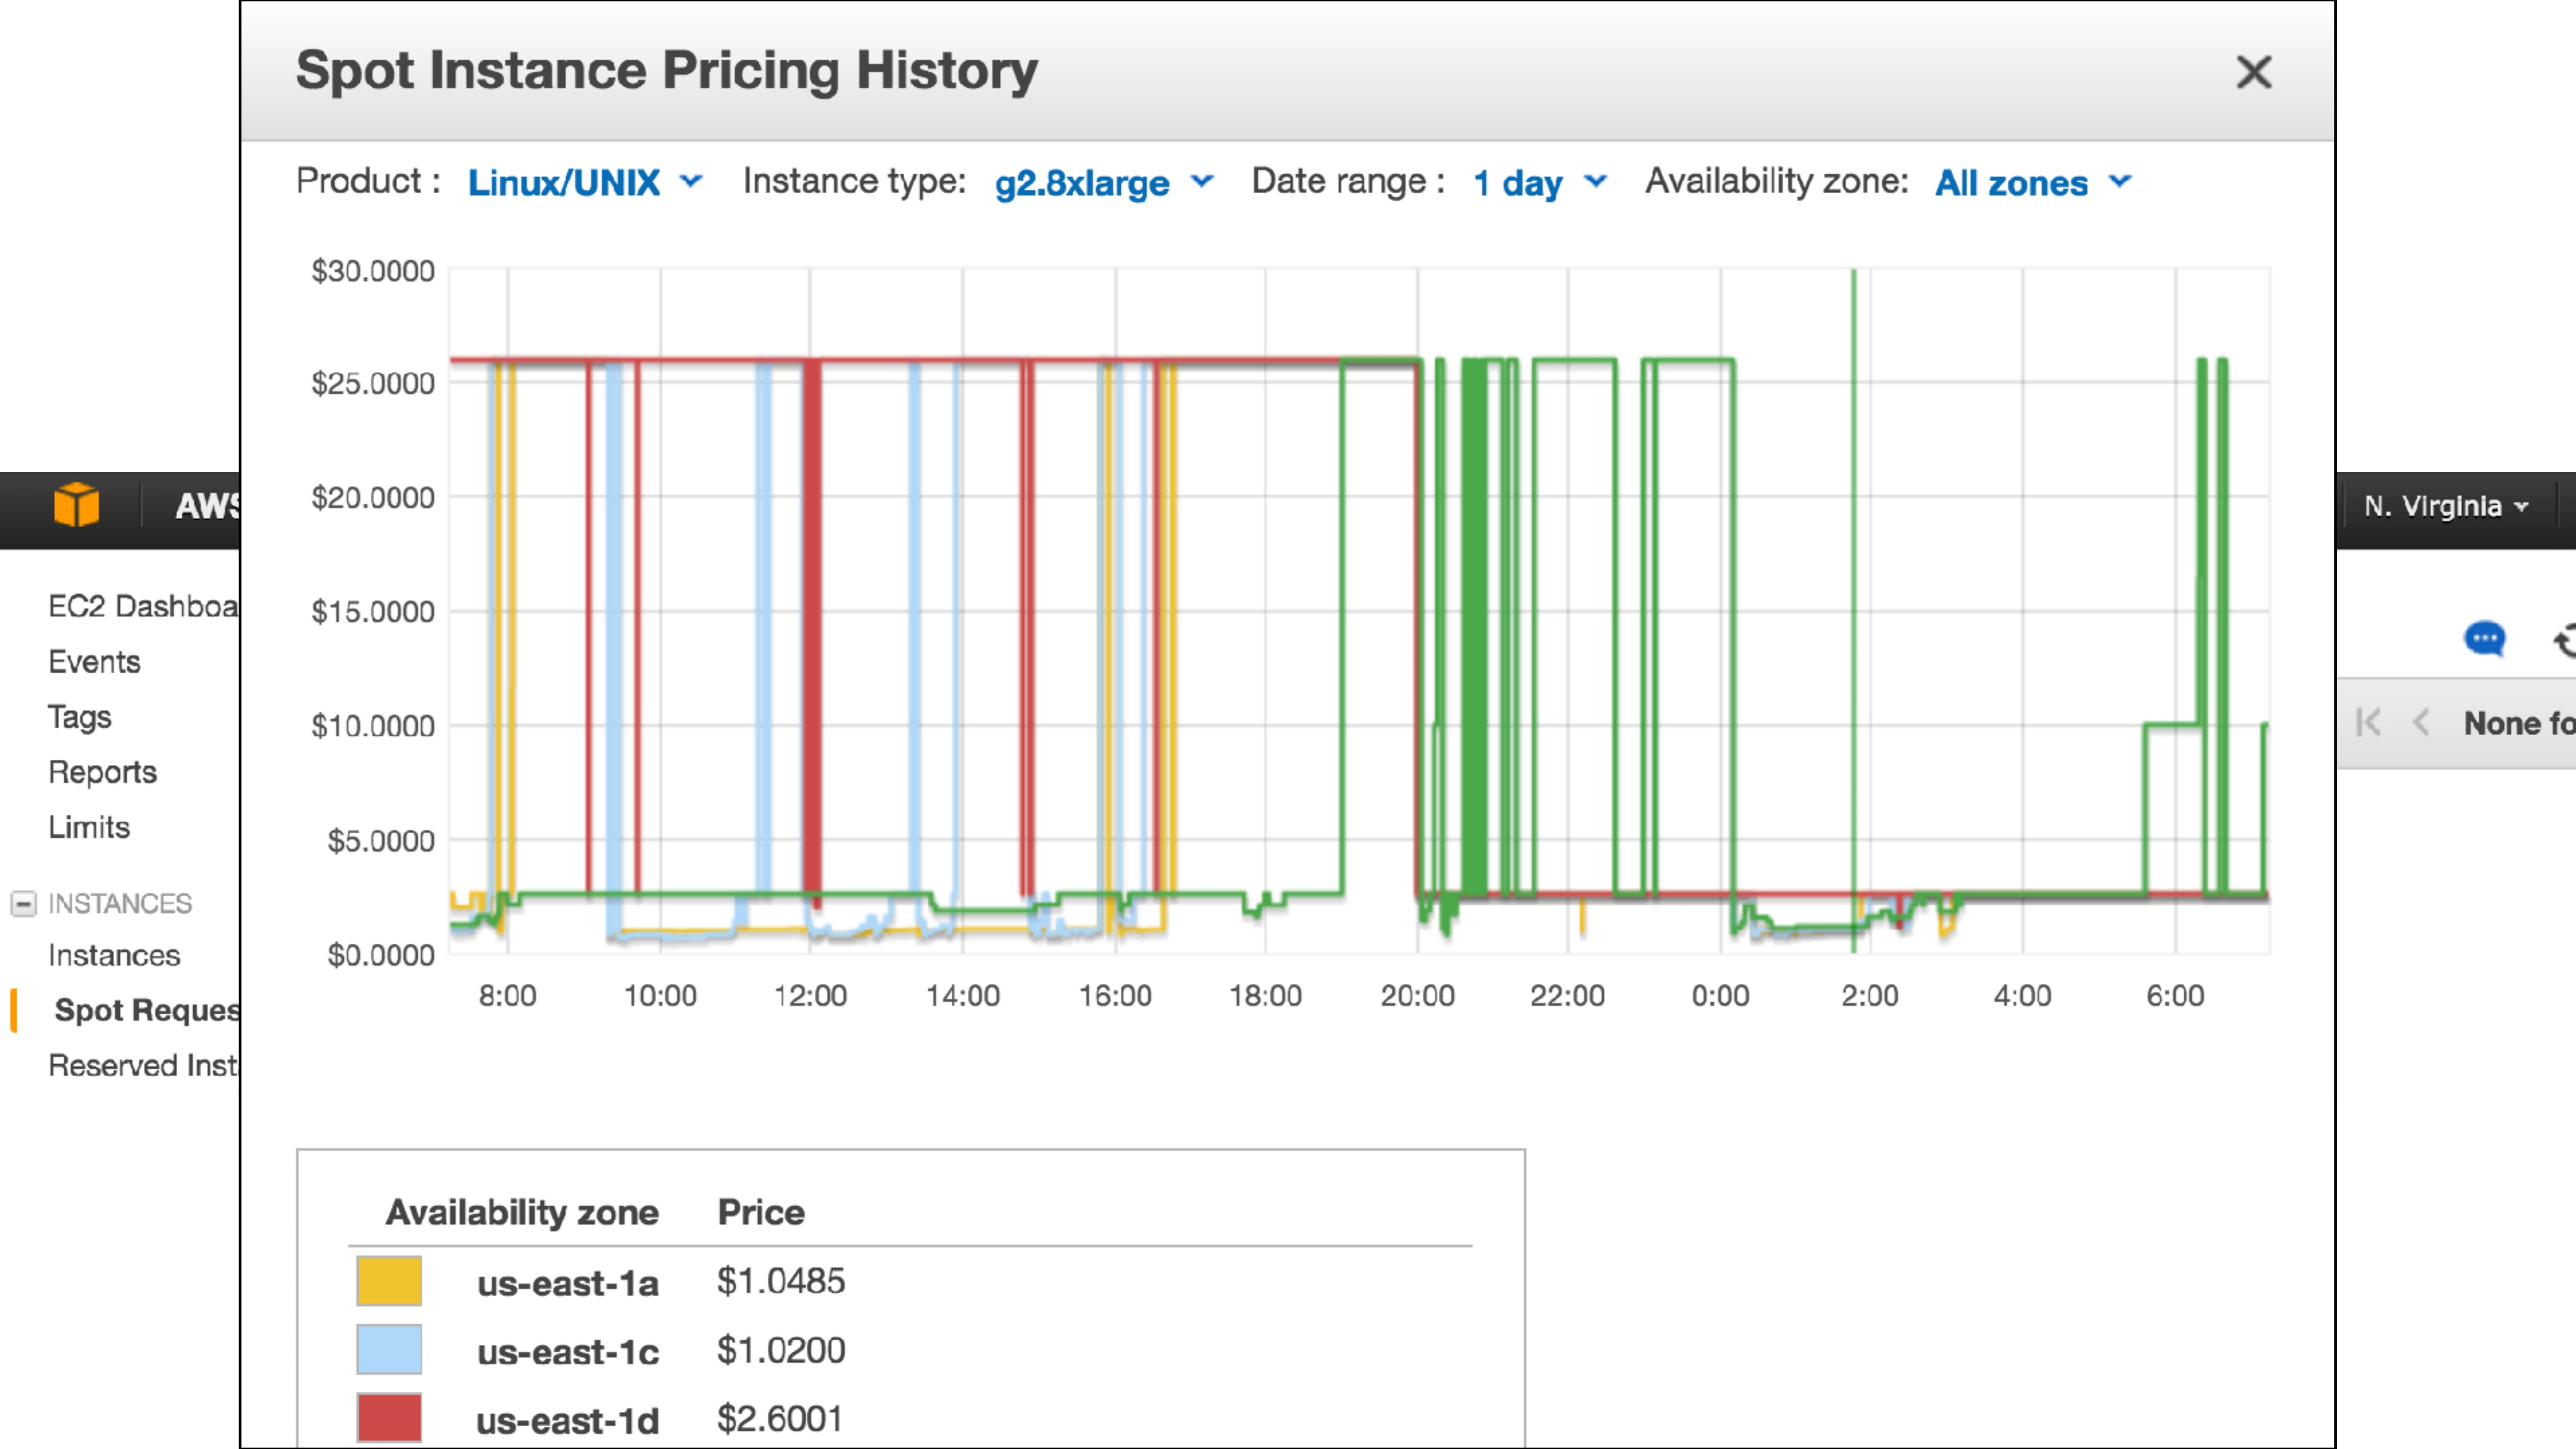 Spot Instance Pricing History
Product : Linux/UNIX Instance type: g2.8xlarge Date range : 1 day Availability zone: All zones
$30.0000
$25.0000
$20.0000
$15.0000
$10.0000
$5.0000
$0.0000
8:00 10:00 12:00 14:00 16:00 18:00 20:00 22:00 0:00 2:00 4:00 6:00
Availability zone Price
us-east-1a $1.0485
us-east-1c $1.0200
us-east-1d $2.6001
AWS
EC2 Dashboa
Events
Tags
Reports
Limits
INSTANCES
Instances
Spot Reques
Reserved Inst
N. Virginia
None fo